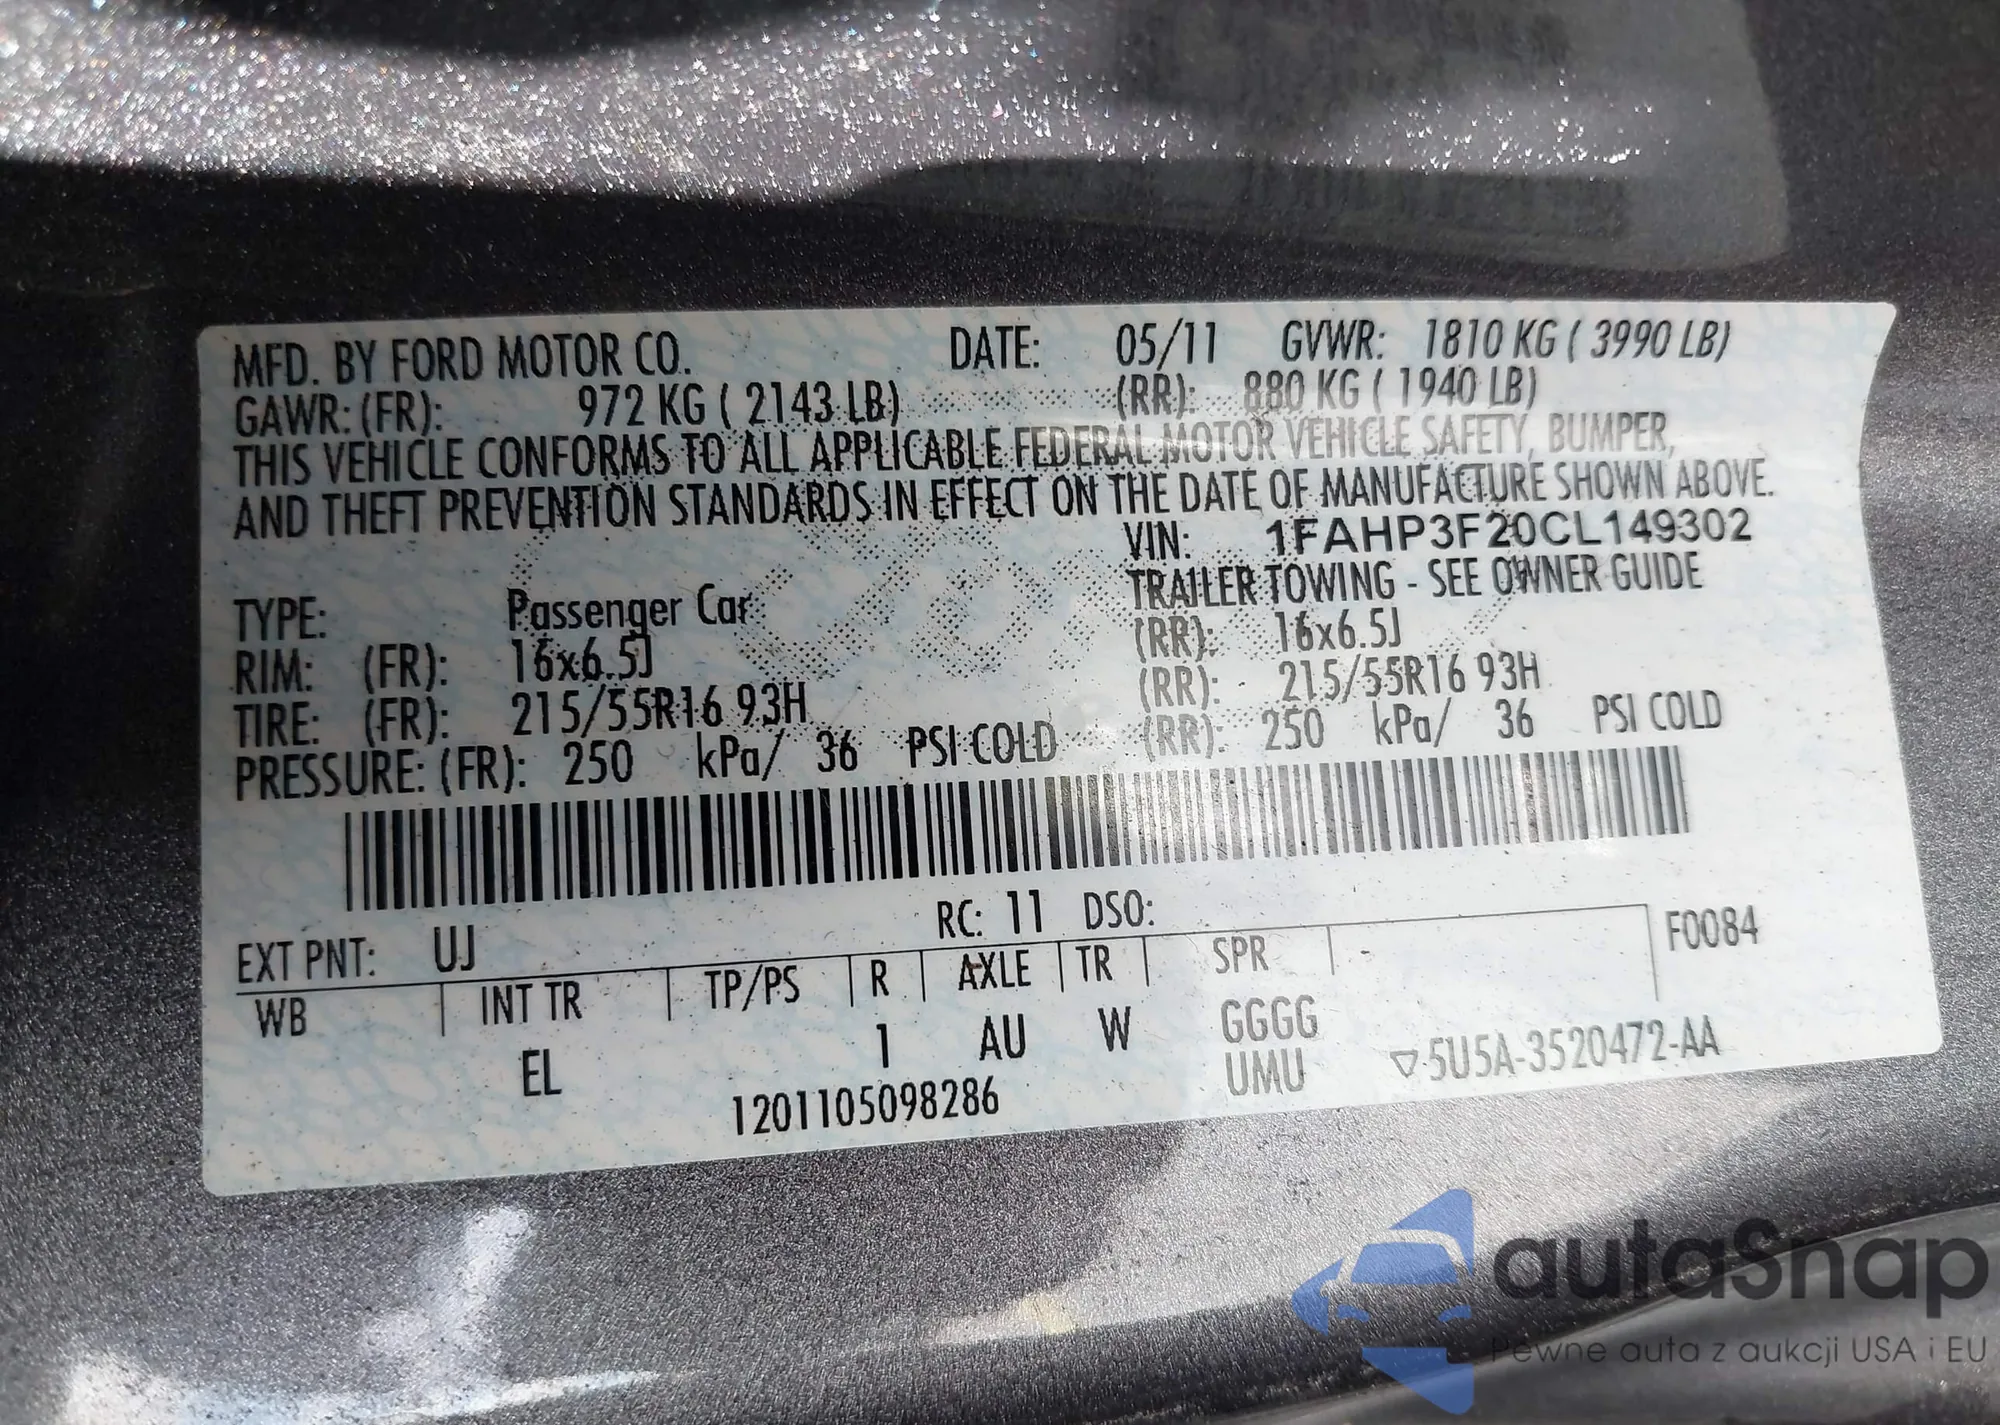 MFD. BY FORD MOTOR CO. DATE: 05/11 GVWR: 1810 KG ( 3990 LB)
GAWR: (FR): 972 KG ( 2143 LB) (RR): 880 KG ( 1940 LB)
THIS VEHICLE CONFORMS TO ALL APPLICABLE FEDERAL MOTOR VEHICLE SAFETY, BUMPER,
AND THEFT PREVENTION STANDARDS IN EFFECT ON THE DATE OF MANUFACTURE SHOWN ABOVE.
VIN: 1FAHP3F20CL149302
TYPE: Passenger Car TRAILER TOWING - SEE OWNER GUIDE
RIM: (FR): 16x6.5J (RR): 16x6.5J
TIRE: (FR): 215/55R16 93H (RR): 215/55R16 93H
PRESSURE: (FR): 250 kPa/ 36 PSI COLD (RR): 250 kPa/ 36 PSI COLD
EXT PNT: UJ RC: 11 DSO: F0084
WB INT TR TP/PS R AXLE TR SPR -
EL 1 AU W GGGG
UMU ▽5U5A-3520472-AA
1201105098286
autaSnap
Pewne auta z aukcji USA i EU